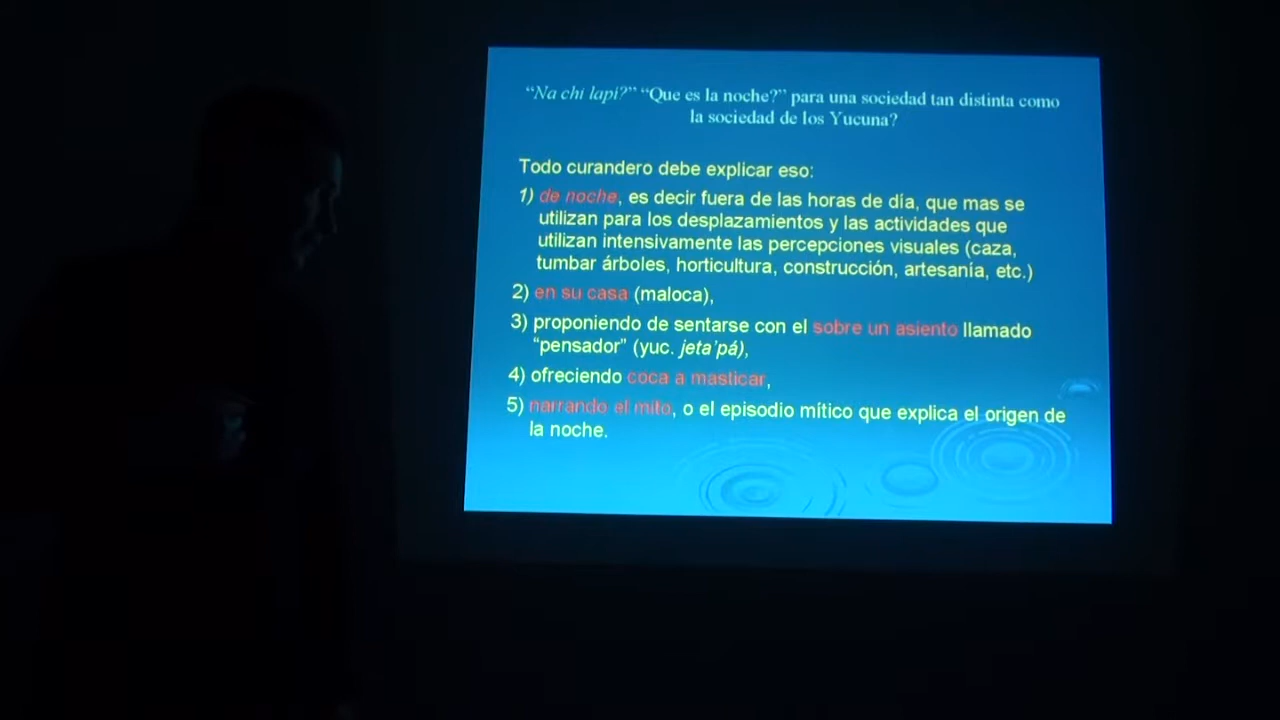 “Na chi lapi?” “Que es la noche?” para una sociedad tan distinta como
la sociedad de los Yucuna?
Todo curandero debe explicar eso:
1) de noche, es decir fuera de las horas de día, que mas se
utilizan para los desplazamientos y las actividades que
utilizan intensivamente las percepciones visuales (caza,
tumbar árboles, horticultura, construcción, artesanía, etc.)
2) en su casa (maloca),
3) proponiendo de sentarse con el sobre un asiento llamado
“pensador” (yuc. jeta’pá),
4) ofreciendo coca a masticar,
5) narrando el mito, o el episodio mítico que explica el origen de
la noche.